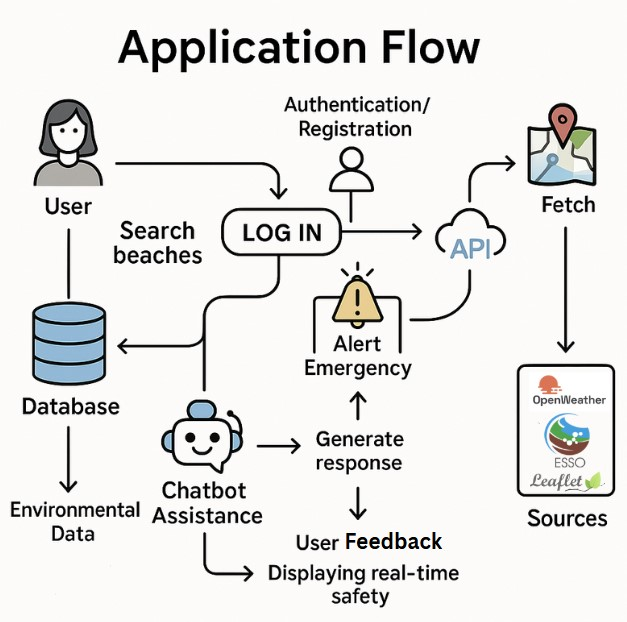 Application Flow
Authentication/
Registration
User
Search
beaches
LOG IN
API
Fetch
Alert
Emergency
Database
OpenWeather
ESSO
Leaflet
Generate
response
Chatbot
Assistance
Environmental
Data
Sources
User Feedback
Displaying real-time
safety